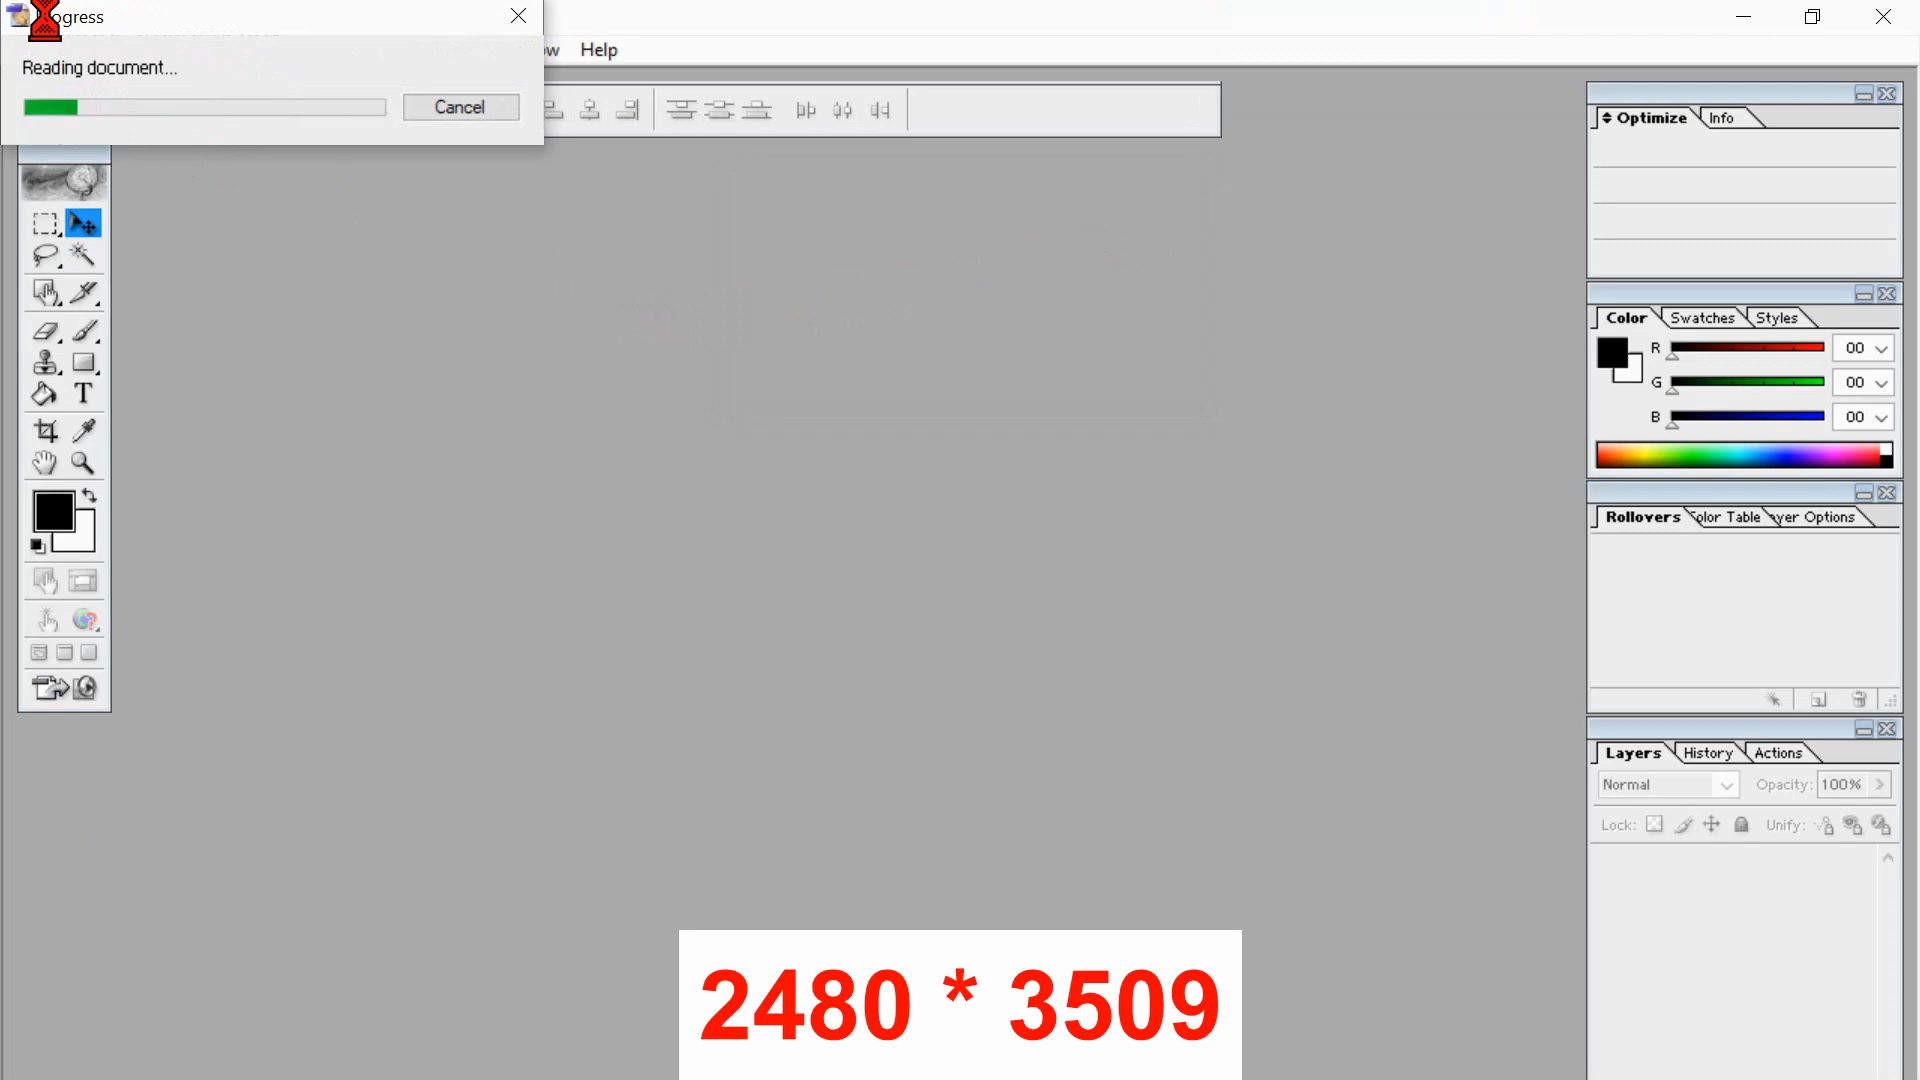 ogress
Help
Reading document...
Cancel
Optimize
Info
Color
Swatches
Styles
R
00
G
00
B
00
T
Rollovers
olor Table
yer Options
Layers
History
Actions
Normal
Opacity: 100%
Lock:
Unify:
2480 * 3509